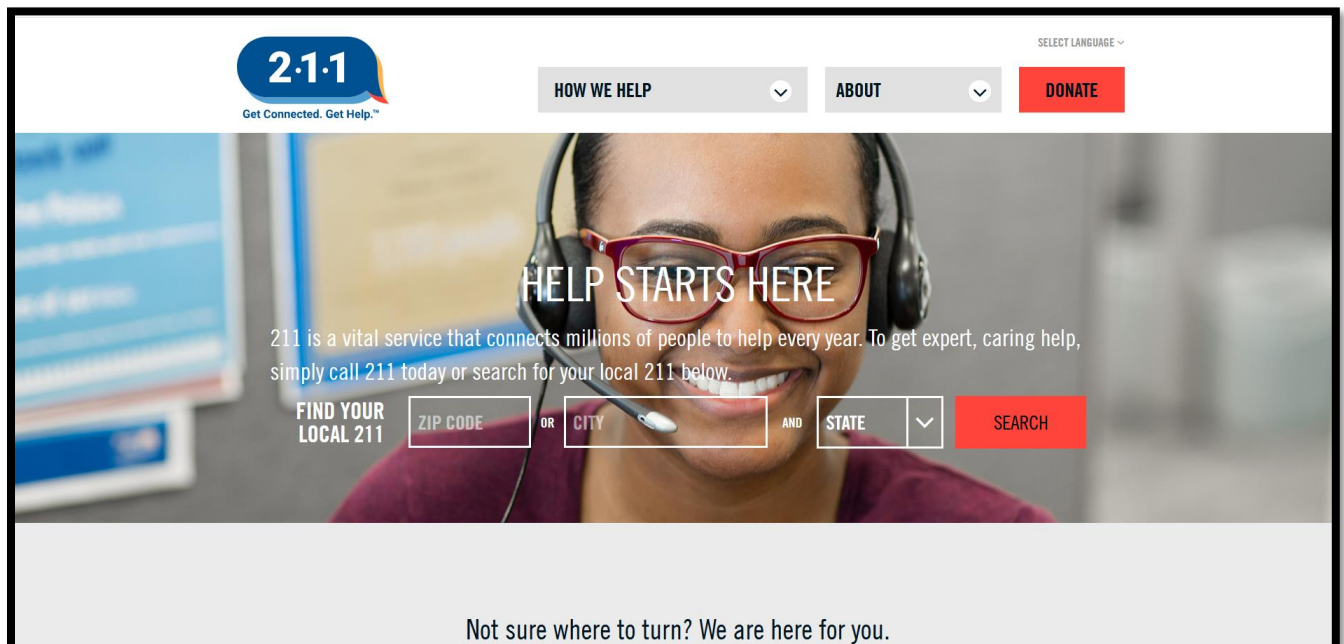 SELECT LANGUAGE
2·1·1
Get Connected. Get Help.™
HOW WE HELP
ABOUT
DONATE
HELP STARTS HERE
211 is a vital service that connects millions of people to help every year. To get expert, caring help,
simply call 211 today or search for your local 211 below.
FIND YOUR
LOCAL 211
ZIP CODE
OR
CITY
AND
STATE
SEARCH
Not sure where to turn? We are here for you.